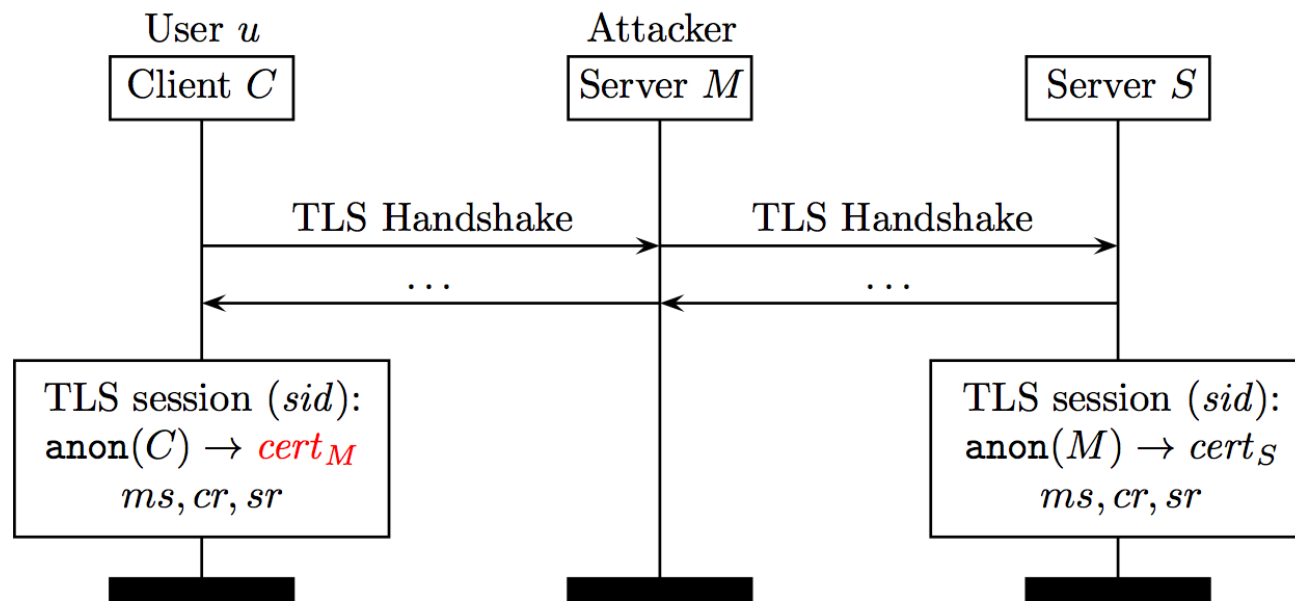 User u
Attacker
Client C
Server M
Server S
TLS Handshake
TLS Handshake
. . .
. . .
TLS session (sid):
anon(C) → cert_M
ms, cr, sr
TLS session (sid):
anon(M) → cert_S
ms, cr, sr